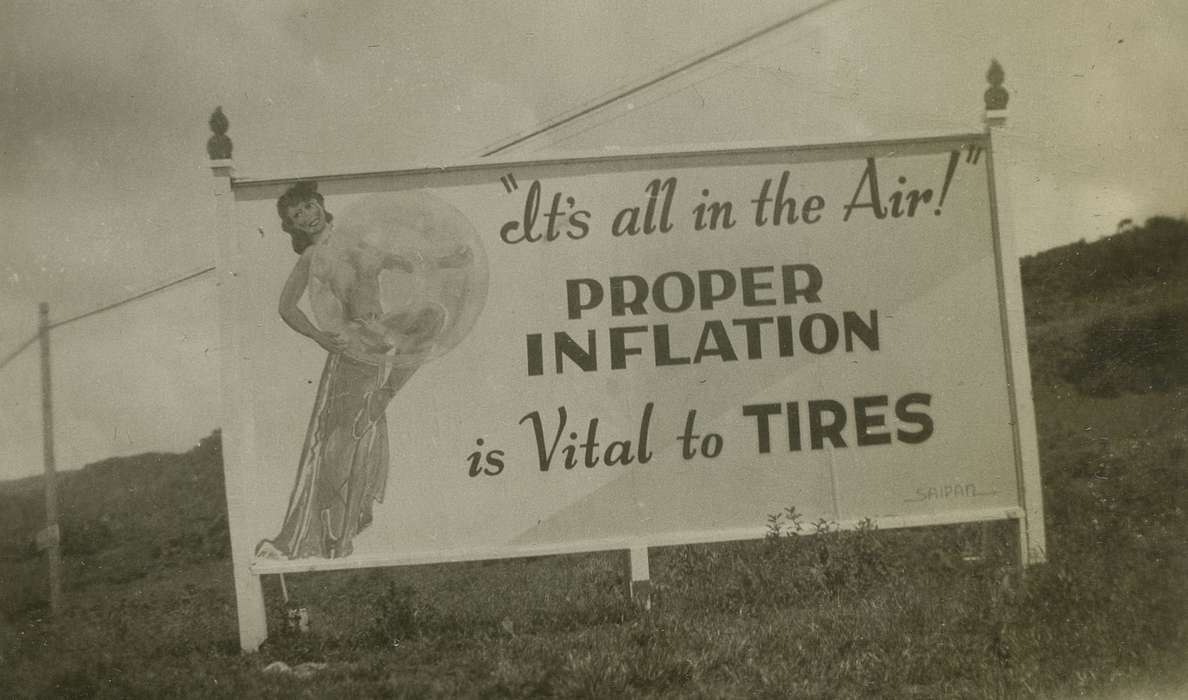 "It's all in the Air!"
PROPER
INFLATION
is Vital to TIRES
SAIPAN